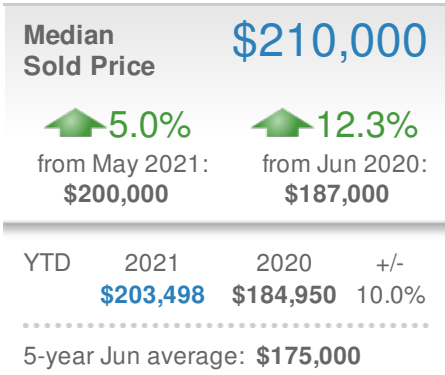 Median $210,000
Sold Price
5.0% 12.3%
from May 2021: from Jun 2020:
$200,000 $187,000
YTD 2021 2020 +/-
$203,498 $184,950 10.0%
5-year Jun average: $175,000